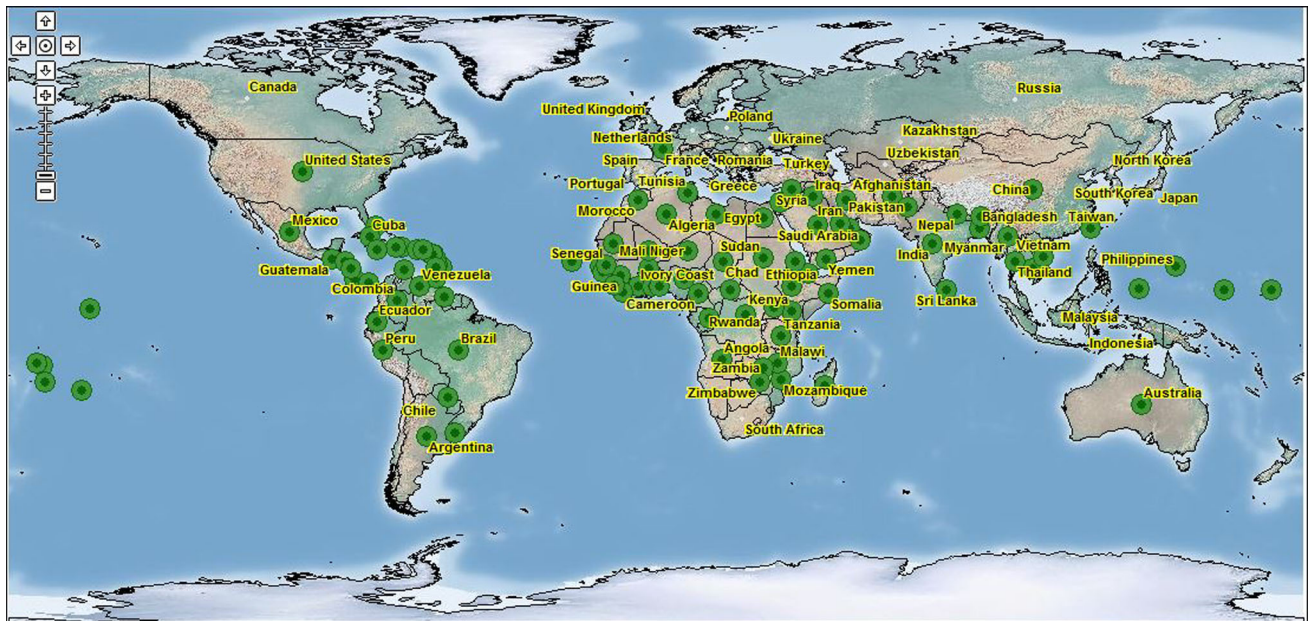 Canada
Russia
United Kingdom
Poland
Netherlands
Ukraine
Kazakhstan
Uzbekistan
United States
Spain
France
Romania
Turkey
North Korea
Portugal
Tunisia
Greece
Iraq
Afghanistan
China
South Korea
Japan
Syria
Pakistan
Morocco
Iran
México
Cuba
Algeria
Egypt
Nepal
Bangladesh
Taiwan
Saudi Arabia
Senegal
Mali
Niger
Sudan
India
Myanmar
Vietnam
Guatemala
Venezuela
Ivory Coast
Chad
Ethiopia
Yemen
Thailand
Philippines
Colombia
Guinea
Cameroon
Kenya
Somalia
Sri Lanka
Ecuador
Rwanda
Tanzania
Malaysia
Peru
Brazil
Angola
Malawi
Indonesia
Zambia
Chile
Zimbabwe
Mozambique
Australia
Argentina
South Africa